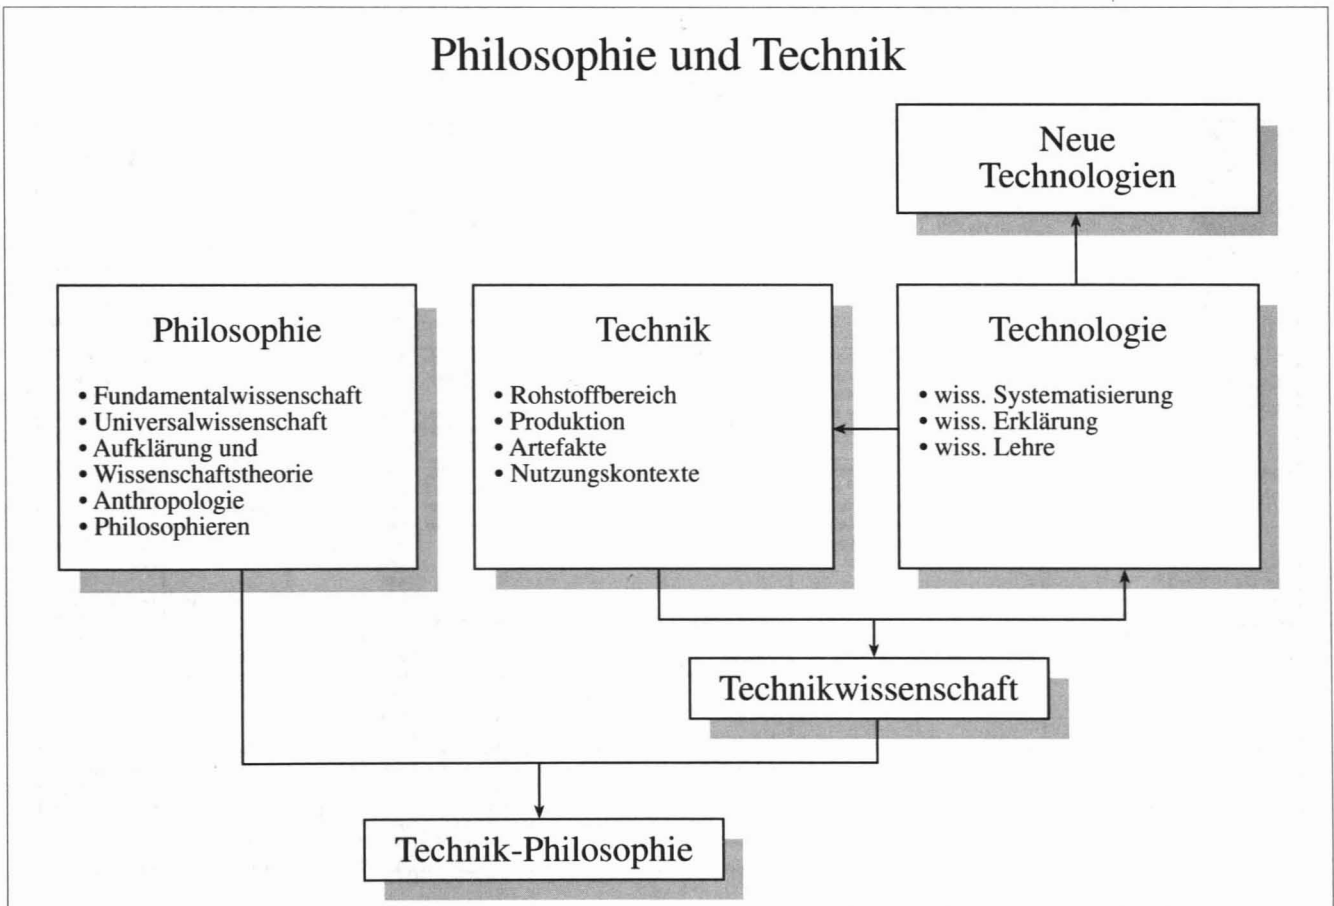 Philosophie und Technik
Neue
Technologien
Philosophie
• Fundamentalwissenschaft
• Universalwissenschaft
• Aufklärung und
• Wissenschaftstheorie
• Anthropologie
• Philosophieren
Technik
• Rohstoffbereich
• Produktion
• Artefakte
• Nutzungskontexte
Technologie
• wiss. Systematisierung
• wiss. Erklärung
• wiss. Lehre
Technikwissenschaft
Technik-Philosophie